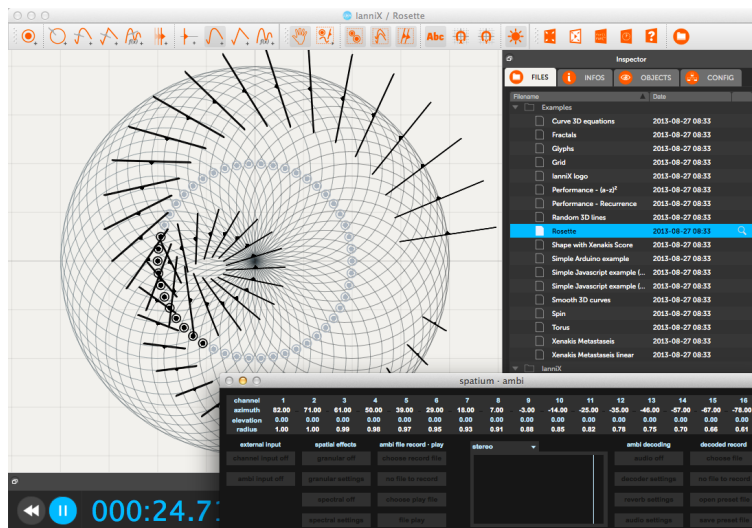 IanniX / Rosette
f(x)
Abc
f(x)
Inspector
FILES
INFOS
OBJECTS
CONFIG
Filename
Date
Examples
Curve 3D equations 2013-08-27 08:33
Fractals 2013-08-27 08:33
Glyphs 2013-08-27 08:33
Grid 2013-08-27 08:33
IanniX logo 2013-08-27 08:33
Performance - (a-z)² 2013-08-27 08:33
Performance - Recurrence 2013-08-27 08:33
Random 3D lines 2013-08-27 08:33
Rosette 2013-08-27 08:33
Shape with Xenakis Score 2013-08-27 08:33
Simple Arduino example 2013-08-27 08:33
Simple Javascript example (... 2013-08-27 08:33
Simple Javascript example (... 2013-08-27 08:33
Smooth 3D curves 2013-08-27 08:33
Spin 2013-08-27 08:33
Torus 2013-08-27 08:33
Xenakis Metastaseis 2013-08-27 08:33
Xenakis Metastaseis linear 2013-08-27 08:33
IanniX
spatium · ambi
channel 1 2 3 4 5 6 7 8 9 10 11 12 13 14 15 16
azimuth 82.00 71.00 61.00 50.00 39.00 29.00 18.00 7.00 -3.00 -14.00 -25.00 -35.00 -46.00 -57.00 -67.00 -78.00
elevation 0.00 0.00 0.00 0.00 0.00 0.00 0.00 0.00 0.00 0.00 0.00 0.00 0.00 0.00 0.00 0.00
radius 1.00 1.00 0.99 0.98 0.97 0.95 0.93 0.91 0.88 0.85 0.82 0.78 0.75 0.70 0.66 0.61
external input spatial effects ambi file record - play stereo ambi decoding decoded record
channel input off granular off choose record file audio off choose file
ambi input off granular settings no file to record decoder settings no file to record
spectral off choose play file reverb settings open preset file
spectral settings file play audio settings save preset file
000:24.71